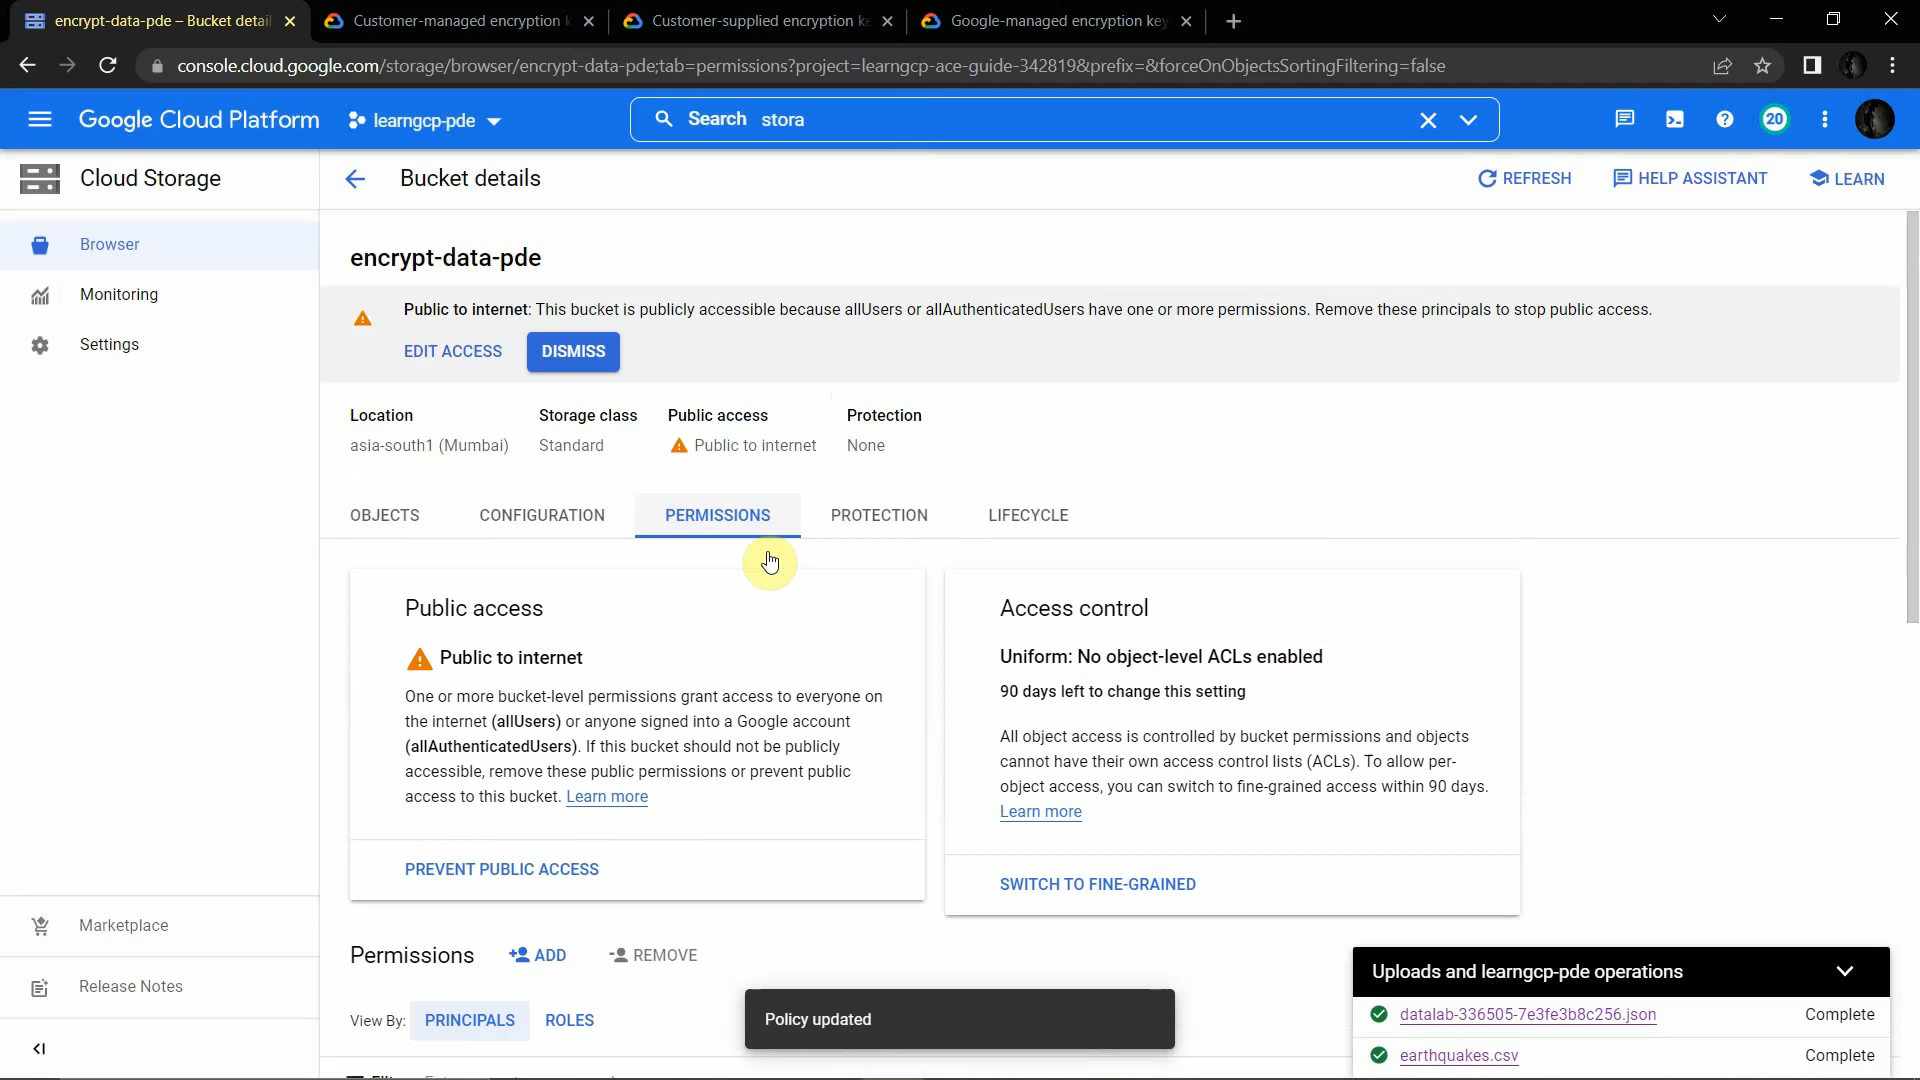 encrypt-data-pde – Bucket detail
Customer-managed encryption k
Customer-supplied encryption ke
Google-managed encryption key
console.cloud.google.com/storage/browser/encrypt-data-pde;tab=permissions?project=learngcp-ace-guide-342819&prefix=&forceOnObjectsSortingFiltering=false
Google Cloud Platform
learngcp-pde
Search stora
20
Cloud Storage
Bucket details
REFRESH
HELP ASSISTANT
LEARN
Browser
Monitoring
Settings
encrypt-data-pde
Public to internet: This bucket is publicly accessible because allUsers or allAuthenticatedUsers have one or more permissions. Remove these principals to stop public access.
EDIT ACCESS
DISMISS
Location Storage class Public access Protection
asia-south1 (Mumbai) Standard Public to internet None
OBJECTS CONFIGURATION PERMISSIONS PROTECTION LIFECYCLE
Public access
Public to internet
One or more bucket-level permissions grant access to everyone on
the internet (allUsers) or anyone signed into a Google account
(allAuthenticatedUsers). If this bucket should not be publicly
accessible, remove these public permissions or prevent public
access to this bucket. Learn more
PREVENT PUBLIC ACCESS
Access control
Uniform: No object-level ACLs enabled
90 days left to change this setting
All object access is controlled by bucket permissions and objects
cannot have their own access control lists (ACLs). To allow per-
object access, you can switch to fine-grained access within 90 days.
Learn more
SWITCH TO FINE-GRAINED
Marketplace
Release Notes
Permissions
ADD
REMOVE
View By: PRINCIPALS ROLES
Policy updated
Uploads and learngcp-pde operations
datalab-336505-7e3fe3b8c256.json Complete
earthquakes.csv Complete